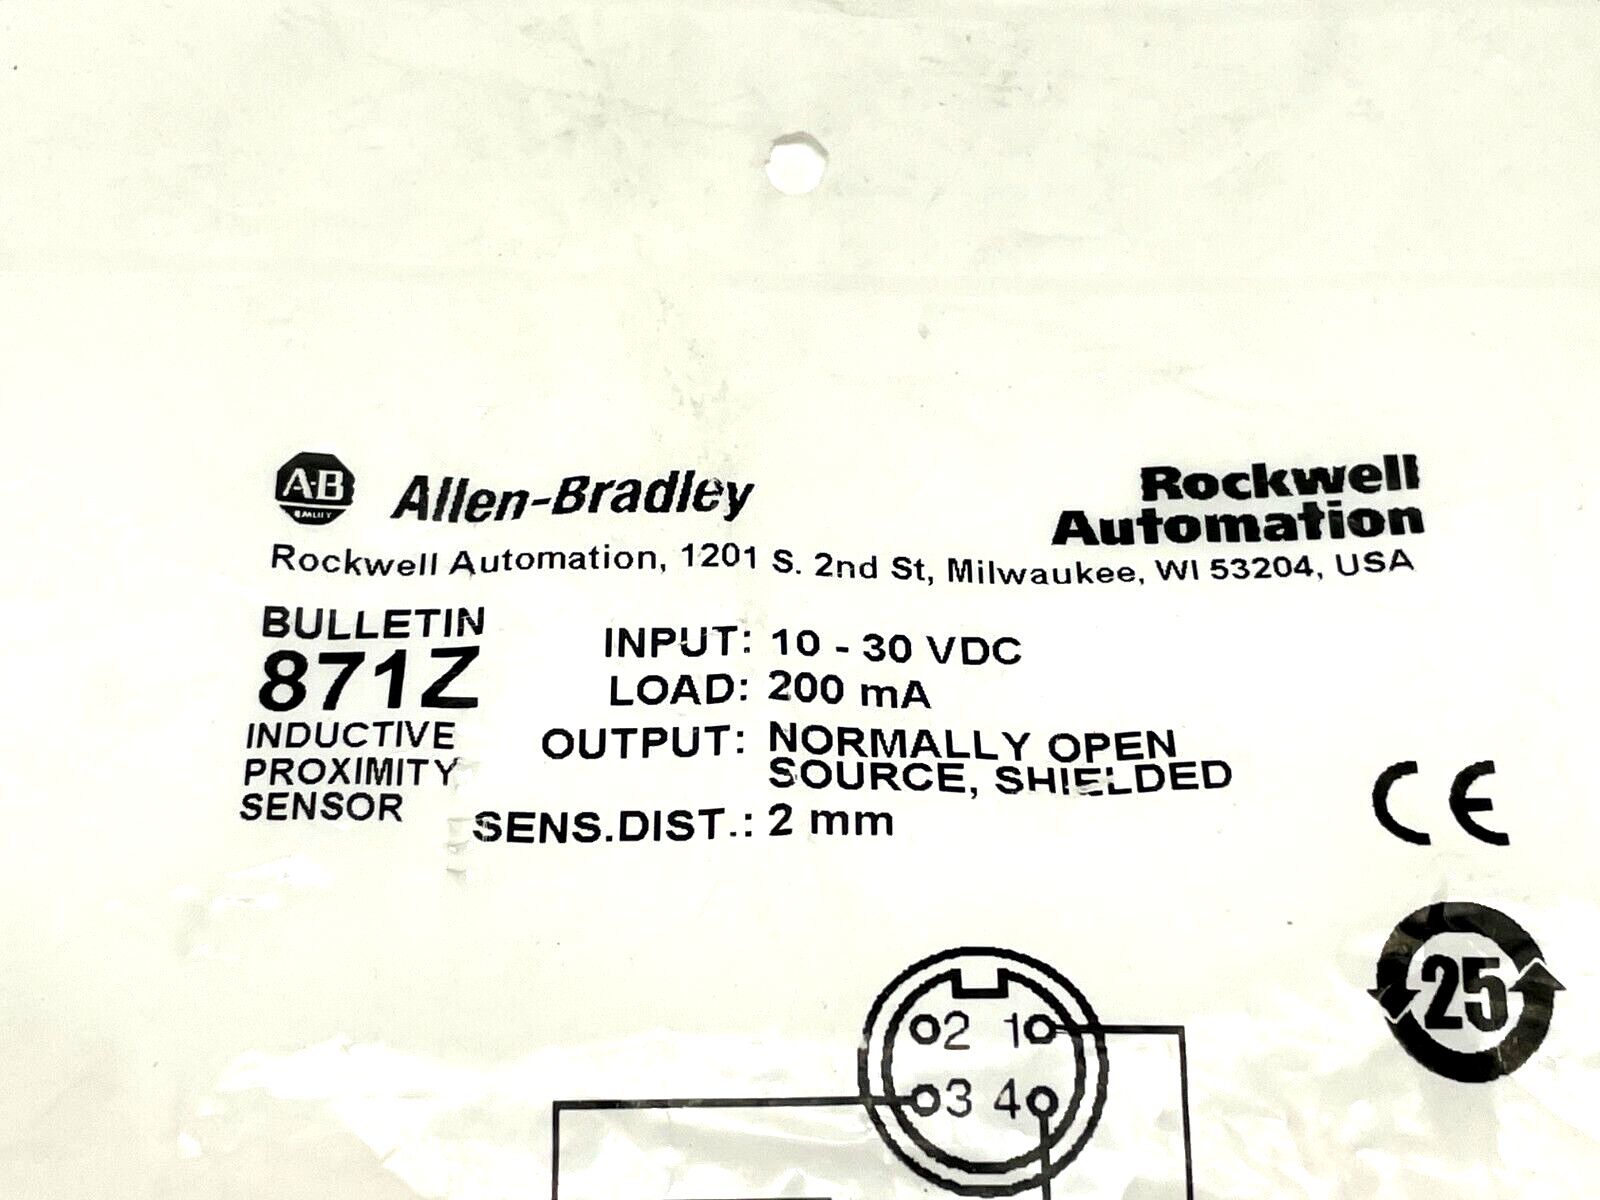 A-B
QUALITY
Allen-Bradley
Rockwell
Automation
Rockwell Automation, 1201 S. 2nd St, Milwaukee, WI 53204, USA
BULLETIN
871Z
INDUCTIVE
PROXIMITY
SENSOR
INPUT: 10 - 30 VDC
LOAD: 200 mA
OUTPUT: NORMALLY OPEN
SOURCE, SHIELDED
SENS.DIST.: 2 mm
CE
25
2 1
3 4